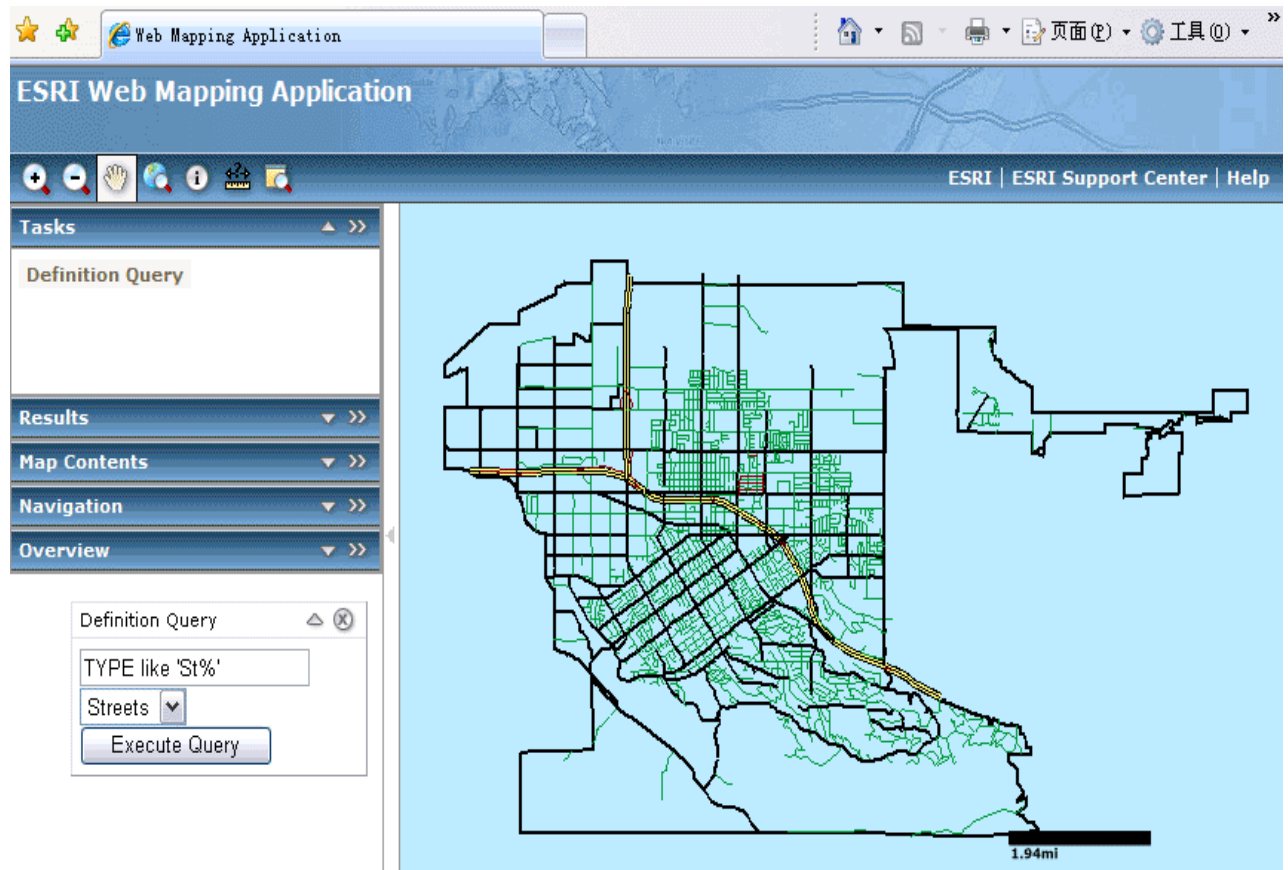 Web Mapping Application
页面(P)
工具(O)
»
ESRI Web Mapping Application
ESRI | ESRI Support Center | Help
Tasks
Definition Query
Results
Map Contents
Navigation
Overview
Definition Query
TYPE like 'St%'
Streets
Execute Query
1.94mi